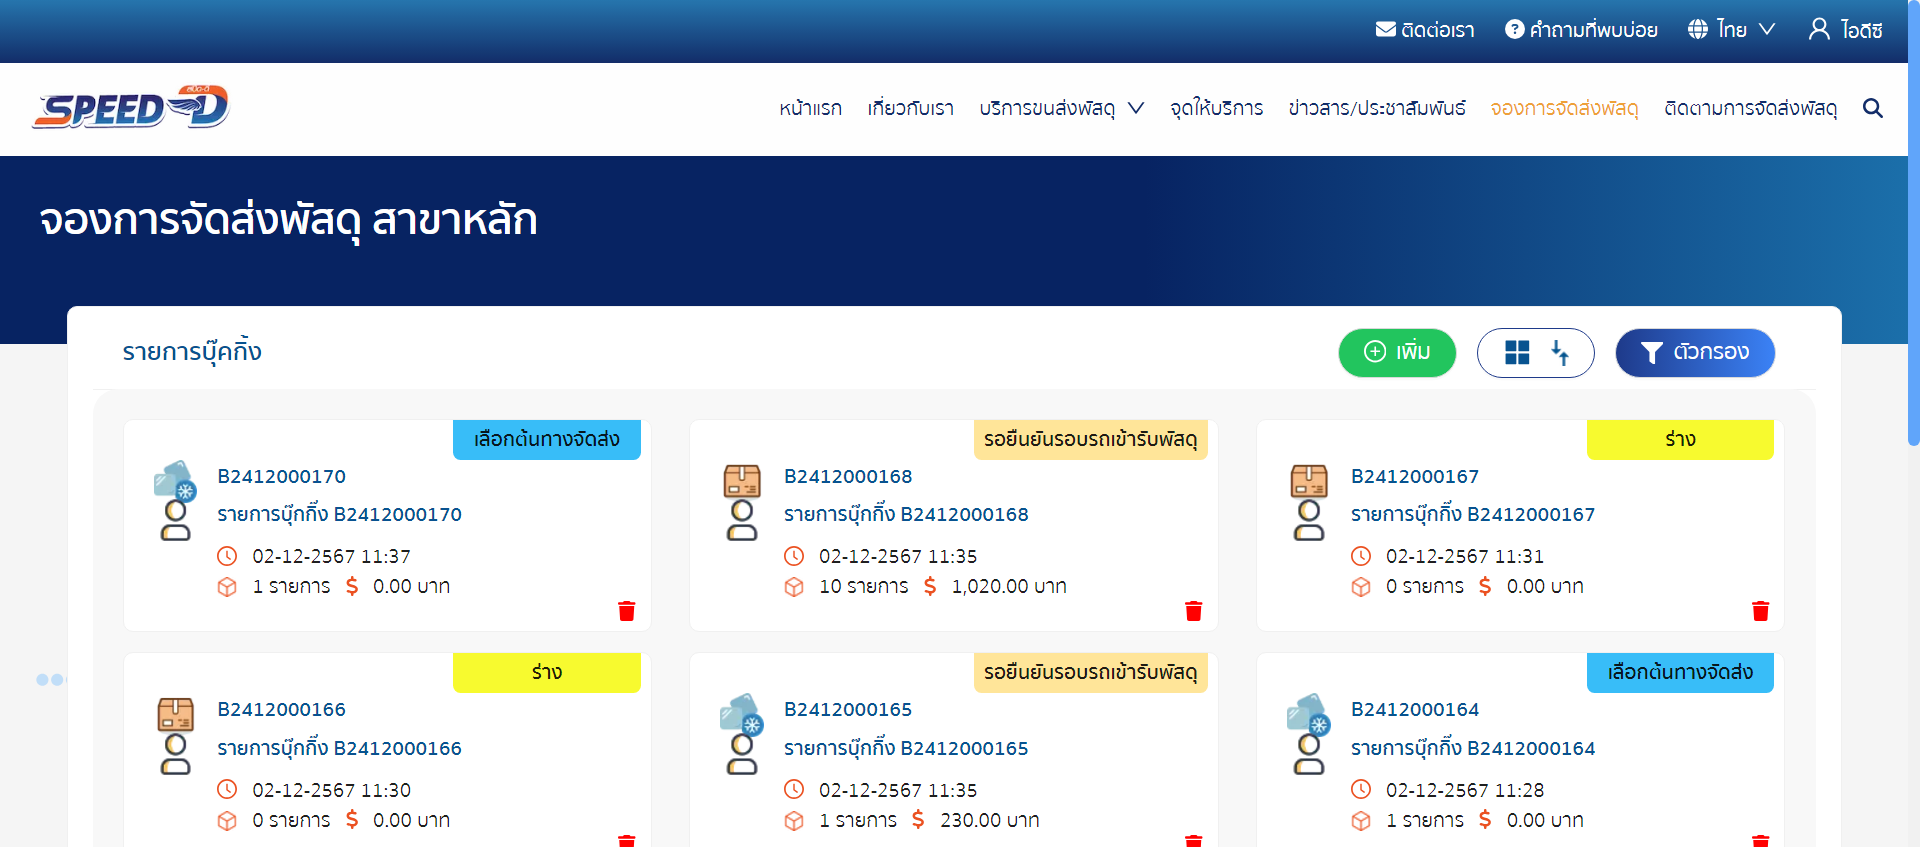 ติดต่อเรา คำถามที่พบบ่อย ไทย ไอดีซี
สปีด-ดี
SPEED-D
หน้าแรก เกี่ยวกับเรา บริการขนส่งพัสดุ จุดให้บริการ ข่าวสาร/ประชาสัมพันธ์ จองการจัดส่งพัสดุ ติดตามการจัดส่งพัสดุ
จองการจัดส่งพัสดุ สาขาหลัก
รายการบุ๊คกิ้ง เพิ่ม ตัวกรอง
เลือกต้นทางจัดส่ง
B2412000170
รายการบุ๊กกิ๊ง B2412000170
02-12-2567 11:37
1 รายการ $ 0.00 บาท
รอยืนยันรอบรถเข้ารับพัสดุ
B2412000168
รายการบุ๊กกิ๊ง B2412000168
02-12-2567 11:35
10 รายการ $ 1,020.00 บาท
ร่าง
B2412000167
รายการบุ๊กกิ๊ง B2412000167
02-12-2567 11:31
0 รายการ $ 0.00 บาท
ร่าง
B2412000166
รายการบุ๊กกิ๊ง B2412000166
02-12-2567 11:30
0 รายการ $ 0.00 บาท
รอยืนยันรอบรถเข้ารับพัสดุ
B2412000165
รายการบุ๊กกิ๊ง B2412000165
02-12-2567 11:35
1 รายการ $ 230.00 บาท
เลือกต้นทางจัดส่ง
B2412000164
รายการบุ๊กกิ๊ง B2412000164
02-12-2567 11:28
1 รายการ $ 0.00 บาท